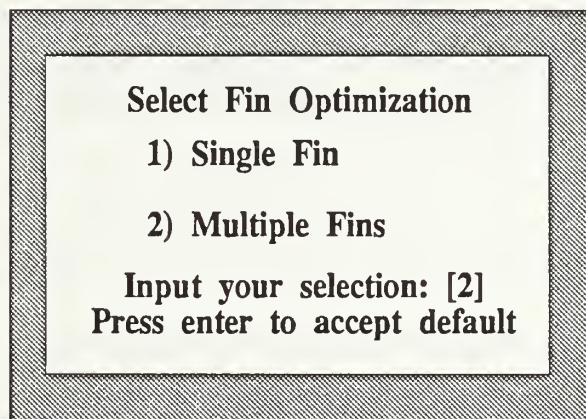 Select Fin Optimization
1) Single Fin
2) Multiple Fins
Input your selection: [2]
Press enter to accept default